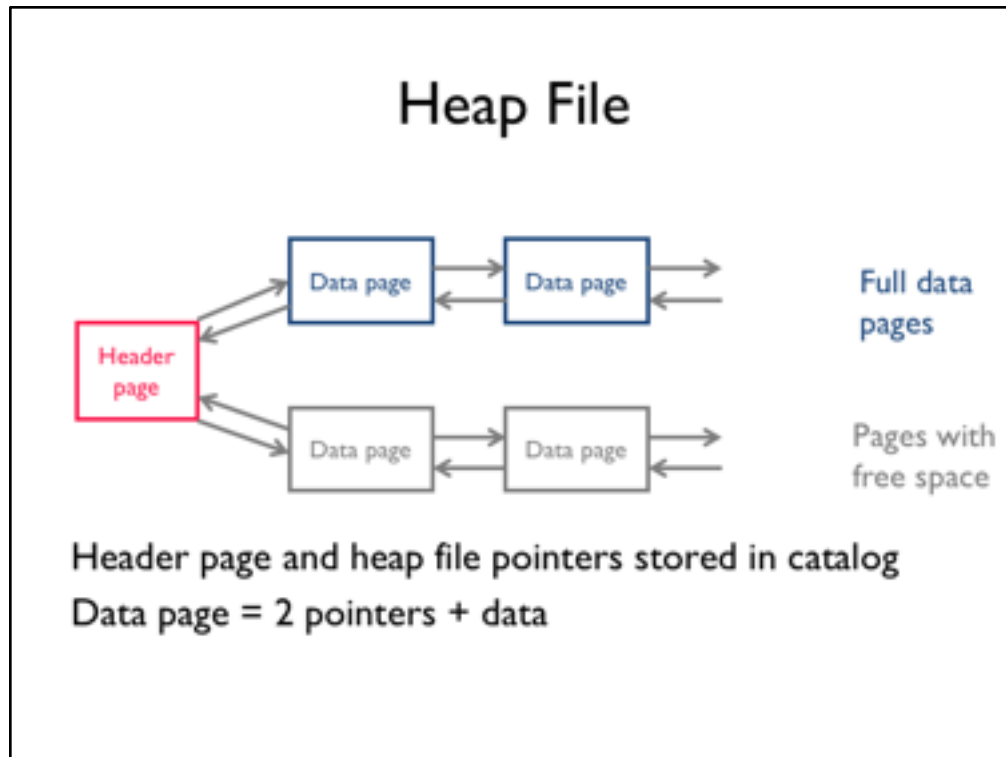 Heap File
Data page
Data page
Full data
pages
Header
page
Data page
Data page
Pages with
free space
Header page and heap file pointers stored in catalog
Data page = 2 pointers + data